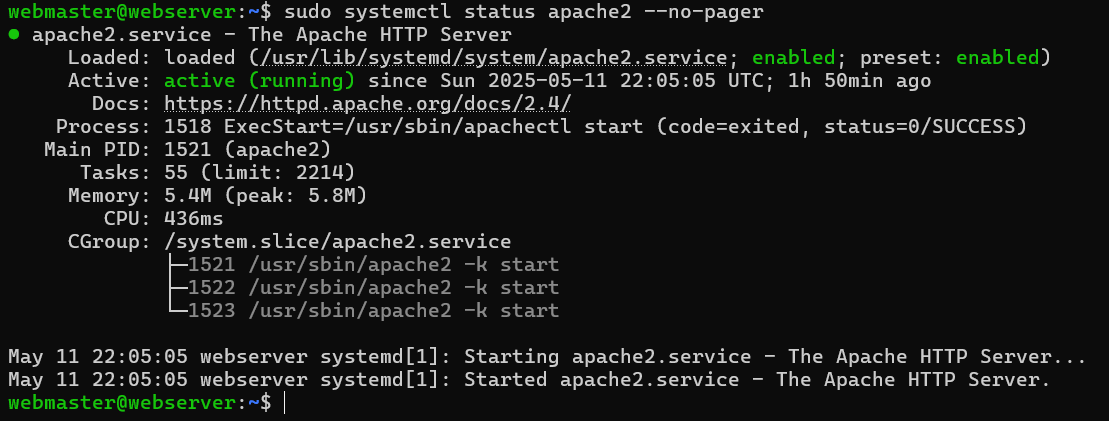 webmaster@webserver:~$ sudo systemctl status apache2 --no-pager
● apache2.service - The Apache HTTP Server
     Loaded: loaded (/usr/lib/systemd/system/apache2.service; enabled; preset: enabled)
     Active: active (running) since Sun 2025-05-11 22:05:05 UTC; 1h 50min ago
       Docs: https://httpd.apache.org/docs/2.4/
    Process: 1518 ExecStart=/usr/sbin/apachectl start (code=exited, status=0/SUCCESS)
   Main PID: 1521 (apache2)
      Tasks: 55 (limit: 2214)
     Memory: 5.4M (peak: 5.8M)
        CPU: 436ms
     CGroup: /system.slice/apache2.service
             ├─1521 /usr/sbin/apache2 -k start
             ├─1522 /usr/sbin/apache2 -k start
             └─1523 /usr/sbin/apache2 -k start

May 11 22:05:05 webserver systemd[1]: Starting apache2.service - The Apache HTTP Server...
May 11 22:05:05 webserver systemd[1]: Started apache2.service - The Apache HTTP Server.
webmaster@webserver:~$